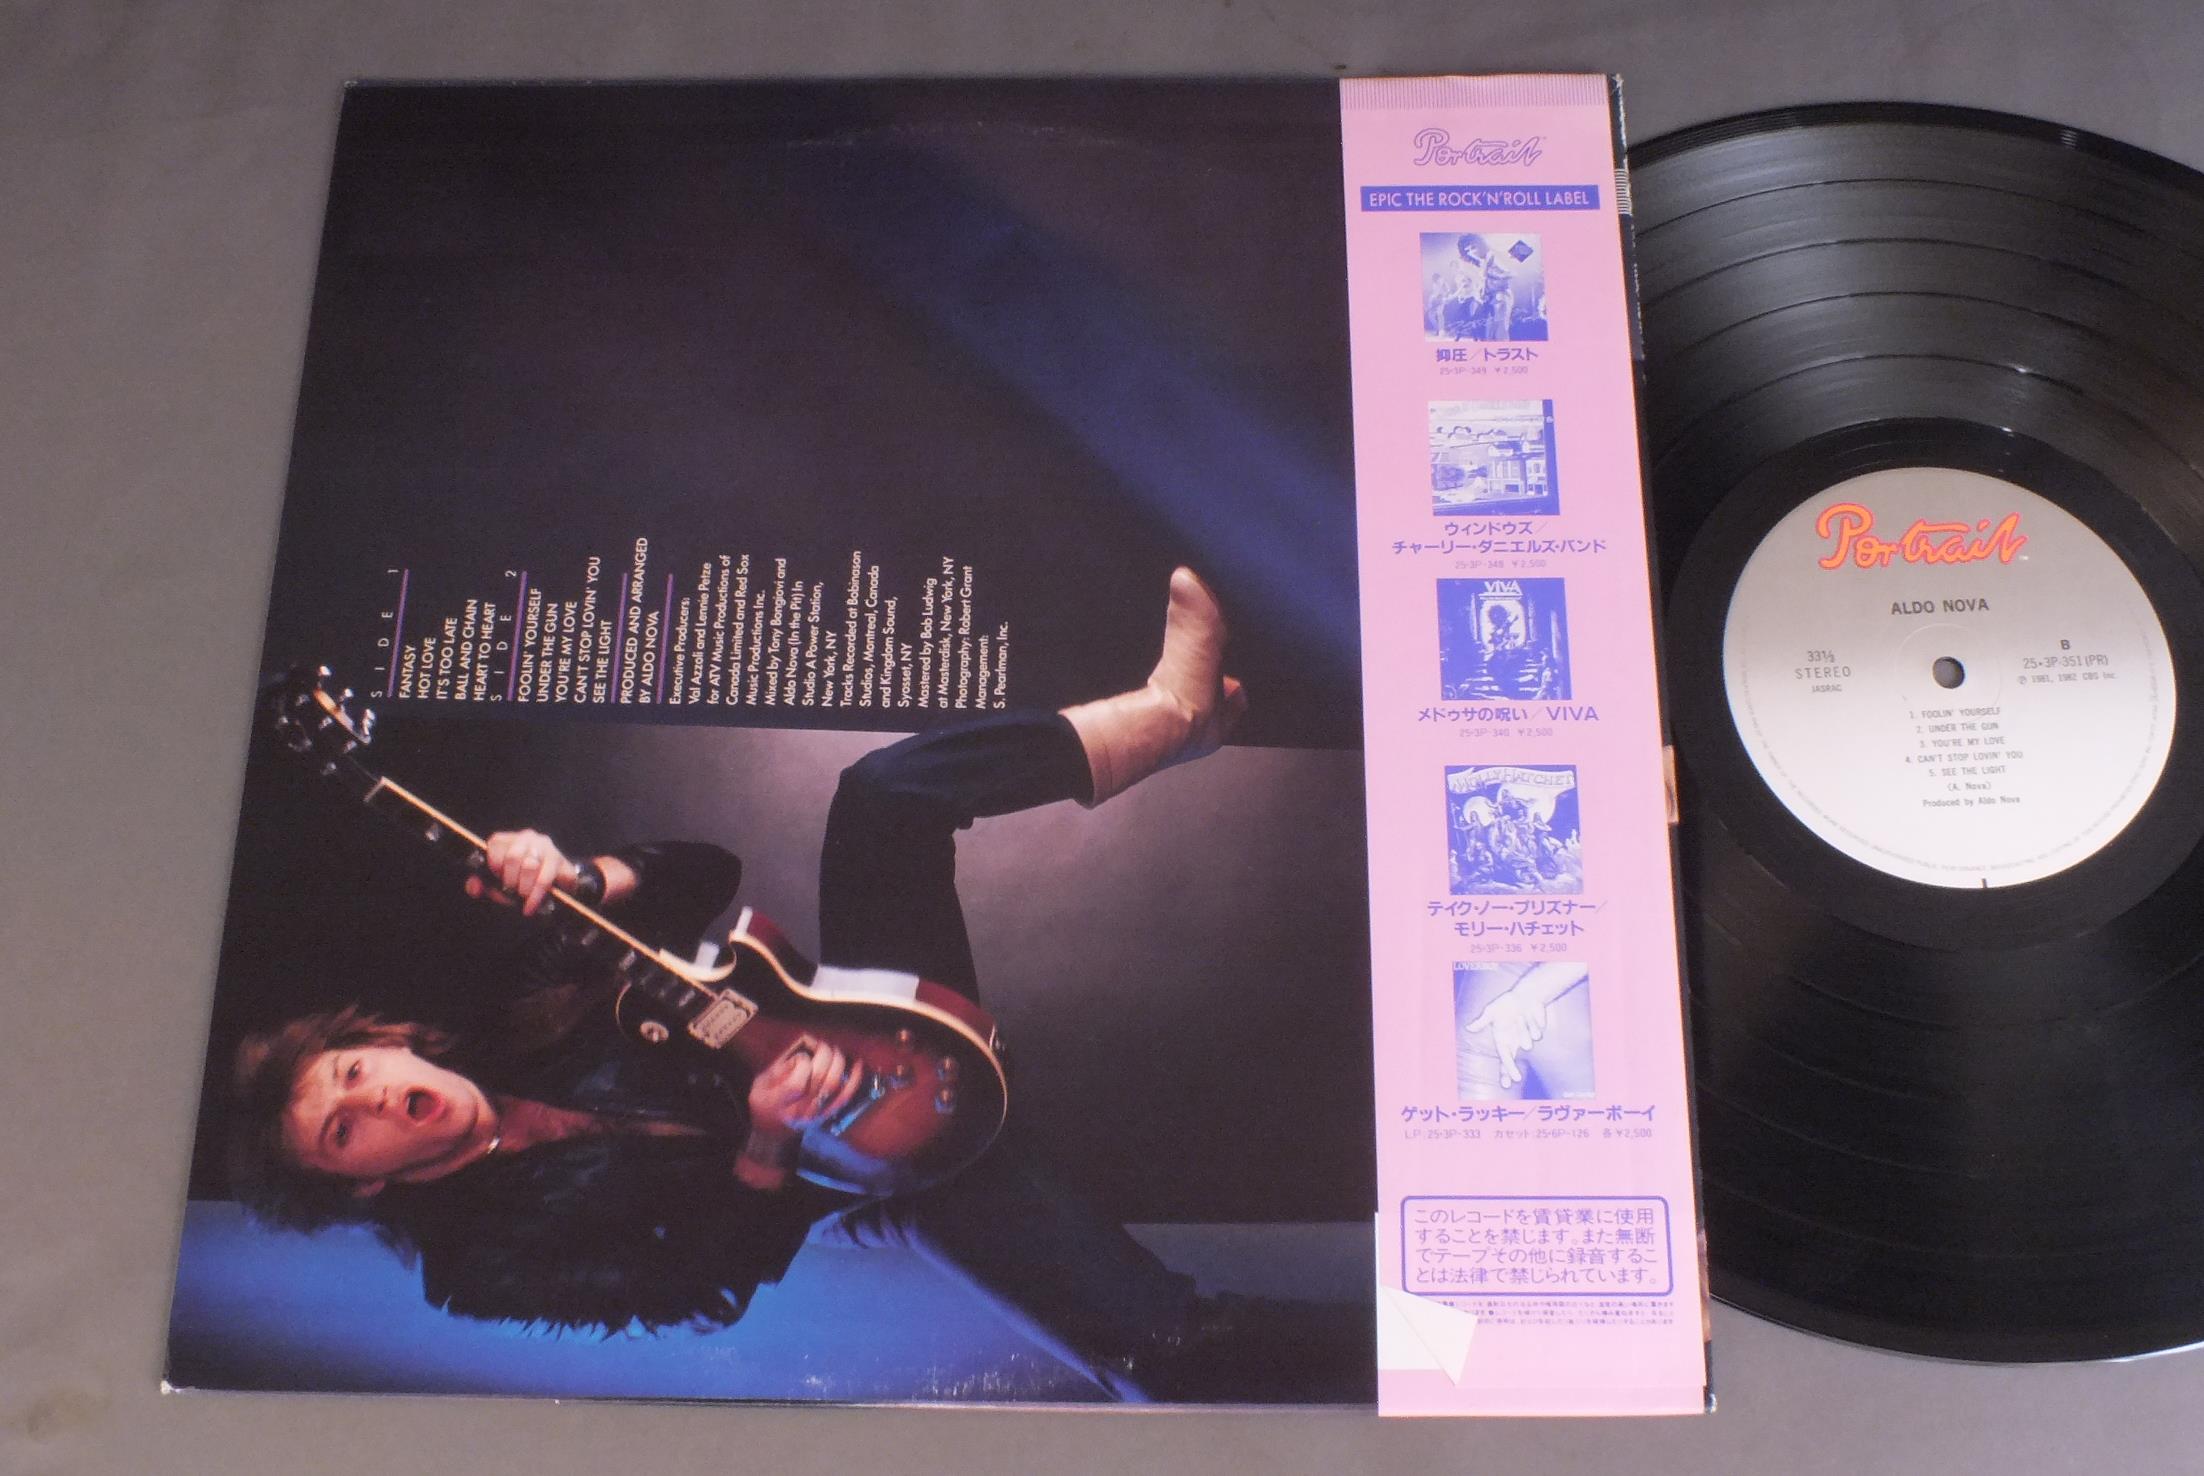 SIDE 1
FANTASY
HOT LOVE
IT'S TOO LATE
BALL AND CHAIN
HEART TO HEART
SIDE 2
FOOLIN' YOURSELF
UNDER THE GUN
YOU'RE MY LOVE
CAN'T STOP LOVIN' YOU
SEE THE LIGHT
PRODUCED AND ARRANGED
BY ALDO NOVA
Executive Producers:
Val Azzoli and Lennie Petze
for ATV Music Productions of
Canada Limited and Red Sox
Music Productions Inc.
Mixed by Tony Bongiovi and
Aldo Nova (In the Pit) In
Studio A Power Station,
New York, NY
Tracks Recorded at Bobinason
Studios, Montreal, Canada
and Kingdom Sound,
Syosset, NY
Mastered by Bob Ludwig
at Masterdisk, New York, NY
Photography: Robert Grant
Management:
S. Pearlman, Inc.
Portrait
EPIC THE ROCK'N'ROLL LABEL
抑圧/トラスト
25・3P-349 ¥2,500
ウィンドウズ/
チャーリー・ダニエルズ・バンド
25・3P-348 ¥2,500
VIVA
メドゥサの呪い/VIVA
25・3P-340 ¥2,500
MOLLY HATCHET
テイク・ノー・プリズナー/
モリー・ハチェット
25・3P-336 ¥2,500
LOVERBOY
ゲット・ラッキー/ラヴァーボーイ
LP:25・3P-333 カセット:25・6P-126 各¥2,500
このレコードを賃貸業に使用
することを禁じます。また無断
でテープその他に録音するこ
とは法律で禁じられています。
Portrait
ALDO NOVA
33⅓
STEREO
JASRAC
B
25・3P-351(PR)
℗ 1981, 1982 CBS Inc.
1. FOOLIN' YOURSELF
2. UNDER THE GUN
3. YOU'RE MY LOVE
4. CAN'T STOP LOVIN' YOU
5. SEE THE LIGHT
(A. Nova)
Produced by Aldo Nova